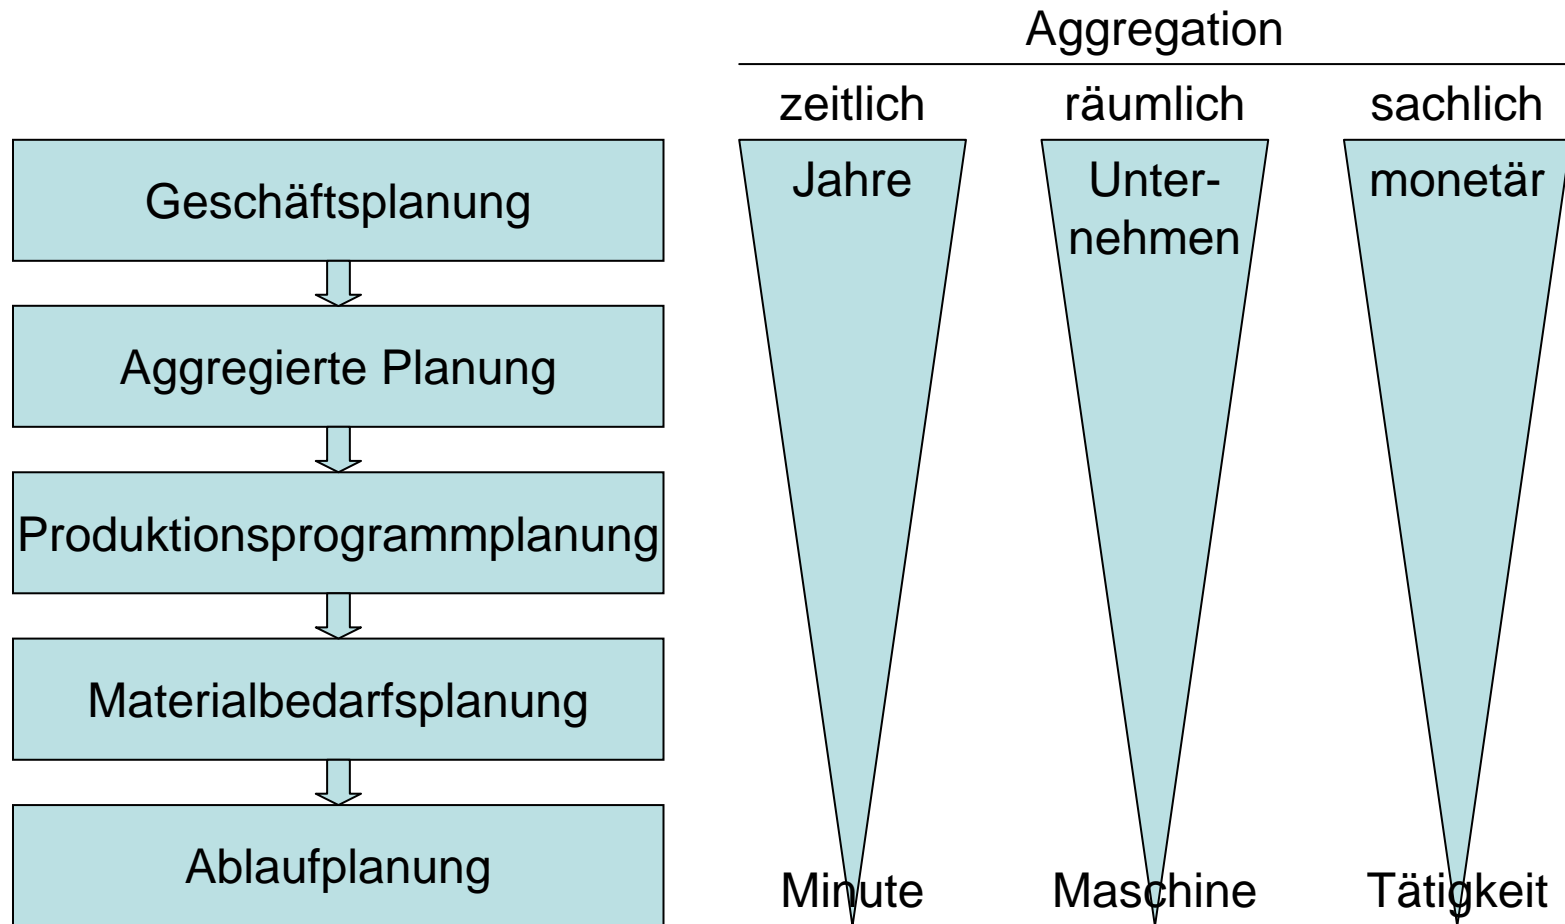 Aggregation
zeitlich
räumlich
sachlich
Geschäftsplanung
Aggregierte Planung
Produktionsprogrammplanung
Materialbedarfsplanung
Ablaufplanung
Jahre
Minute
Unter-
nehmen
Maschine
monetär
Tätigkeit